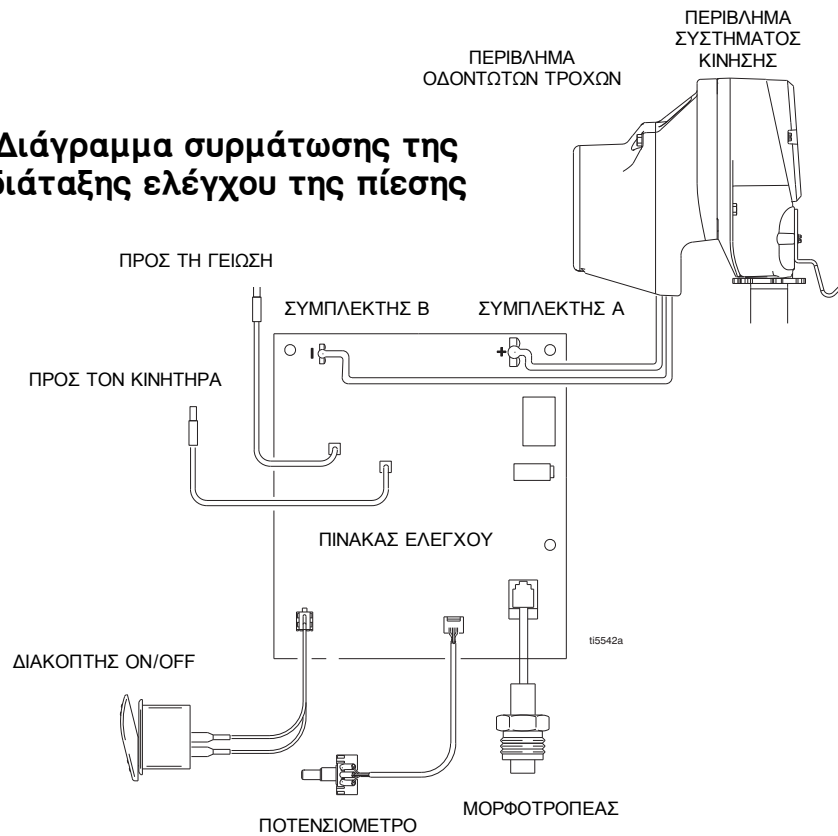 ΠΕΡΙΒΛΗΜΑ
ΣΥΣΤΗΜΑΤΟΣ
ΚΙΝΗΣΗΣ
ΠΕΡΙΒΛΗΜΑ
ΟΔΟΝΤΩΤΩΝ ΤΡΟΧΩΝ
Διάγραμμα συρμάτωσης της
διάταξης ελέγχου της πίεσης
ΠΡΟΣ ΤΗ ΓΕΙΩΣΗ
ΣΥΜΠΛΕΚΤΗΣ Β
ΣΥΜΠΛΕΚΤΗΣ Α
- +
ΠΡΟΣ ΤΟΝ ΚΙΝΗΤΗΡΑ
ΠΙΝΑΚΑΣ ΕΛΕΓΧΟΥ
ti5542a
ΔΙΑΚΟΠΤΗΣ ON/OFF
ΜΟΡΦΟΤΡΟΠΕΑΣ
ΠΟΤΕΝΣΙΟΜΕΤΡΟ